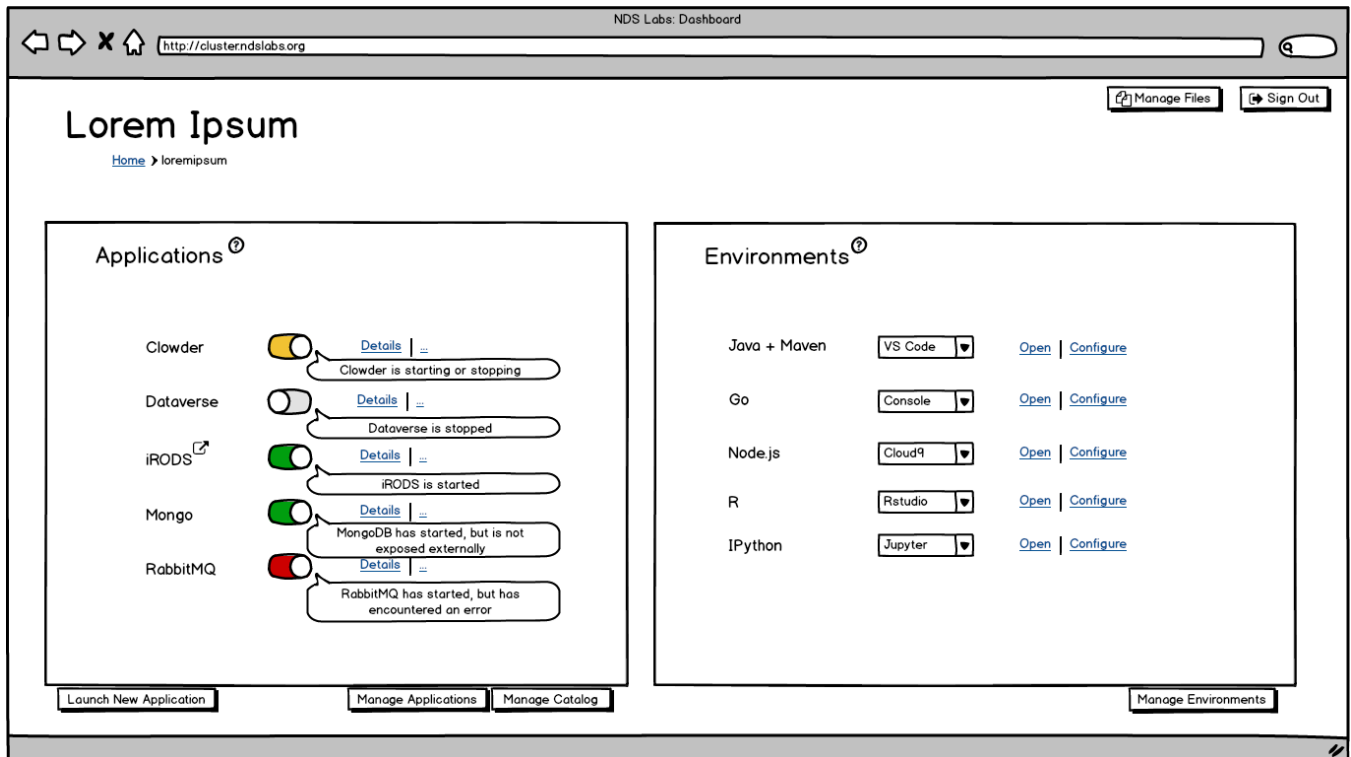 NDS Labs: Dashboard
http://cluster.ndslabs.org
Manage Files
Sign Out
Lorem Ipsum
Home > loremipsum
Applications ?
Clowder Details | ...
Clowder is starting or stopping
Dataverse Details | ...
Dataverse is stopped
iRODS Details | ...
iRODS is started
Mongo Details | ...
MongoDB has started, but is not
exposed externally
RabbitMQ Details | ...
RabbitMQ has started, but has
encountered an error
Launch New Application
Manage Applications
Manage Catalog
Environments ?
Java + Maven VS Code Open | Configure
Go Console Open | Configure
Node.js Cloud9 Open | Configure
R Rstudio Open | Configure
IPython Jupyter Open | Configure
Manage Environments